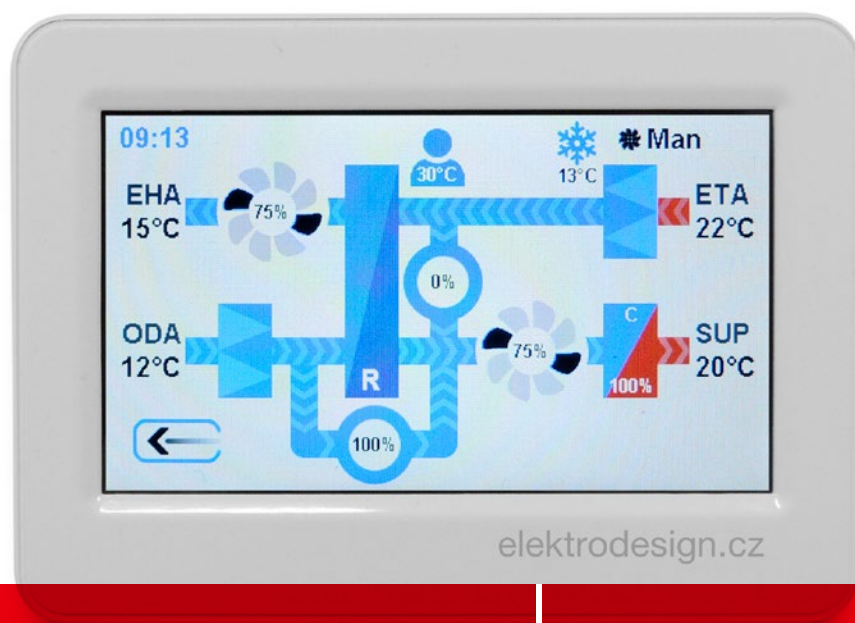 09:13
30°C
13°C
Man
EHA
15°C
75%
ETA
22°C
0%
ODA
12°C
R
75%
C
100%
SUP
20°C
100%
elektrodesign.cz